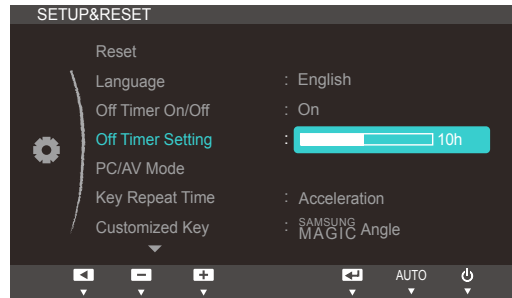 SETUP&RESET
Reset
Language : English
Off Timer On/Off : On
Off Timer Setting : 10h
PC/AV Mode
Key Repeat Time : Acceleration
Customized Key : SAMSUNG MAGIC Angle
AUTO